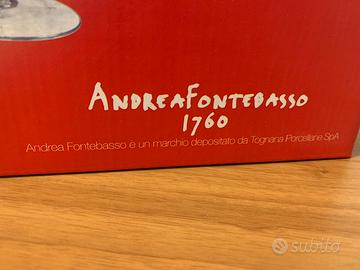 ANDREAFONTEBASSO
1760
Andrea Fontebasso è un marchio depositato da Tognana Porcellane SpA
subito